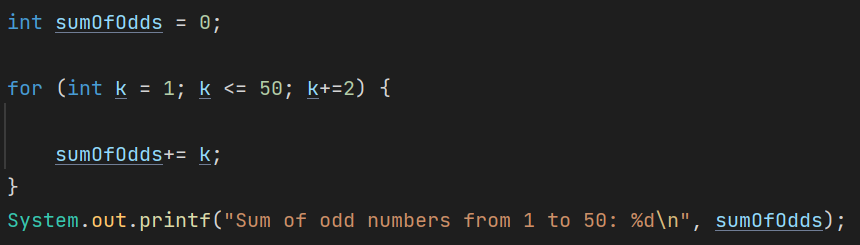 int sumOfOdds = 0;
for (int k = 1; k <= 50; k+=2) {
sumOfOdds+= k;
}
System.out.printf("Sum of odd numbers from 1 to 50: %d\n", sumOfOdds);